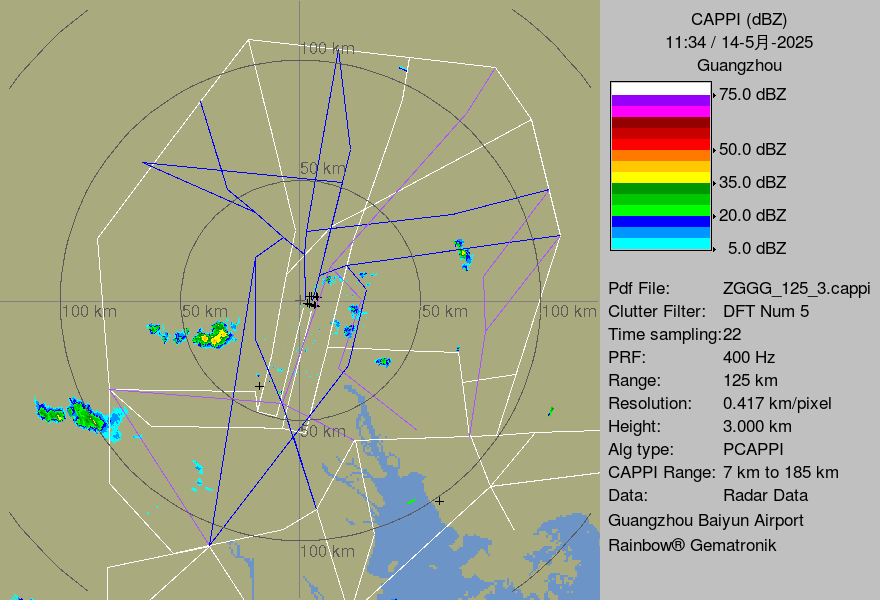 CAPPI (dBZ)
11:34 / 14-5月-2025
Guangzhou
75.0 dBZ
50.0 dBZ
35.0 dBZ
20.0 dBZ
5.0 dBZ
100 km
50 km
100 km
50 km
50 km
100 km
50 km
100 km
Pdf File: ZGGG_125_3.cappi
Clutter Filter: DFT Num 5
Time sampling:22
PRF: 400 Hz
Range: 125 km
Resolution: 0.417 km/pixel
Height: 3.000 km
Alg type: PCAPPI
CAPPI Range: 7 km to 185 km
Data: Radar Data
Guangzhou Baiyun Airport
Rainbow® Gematronik